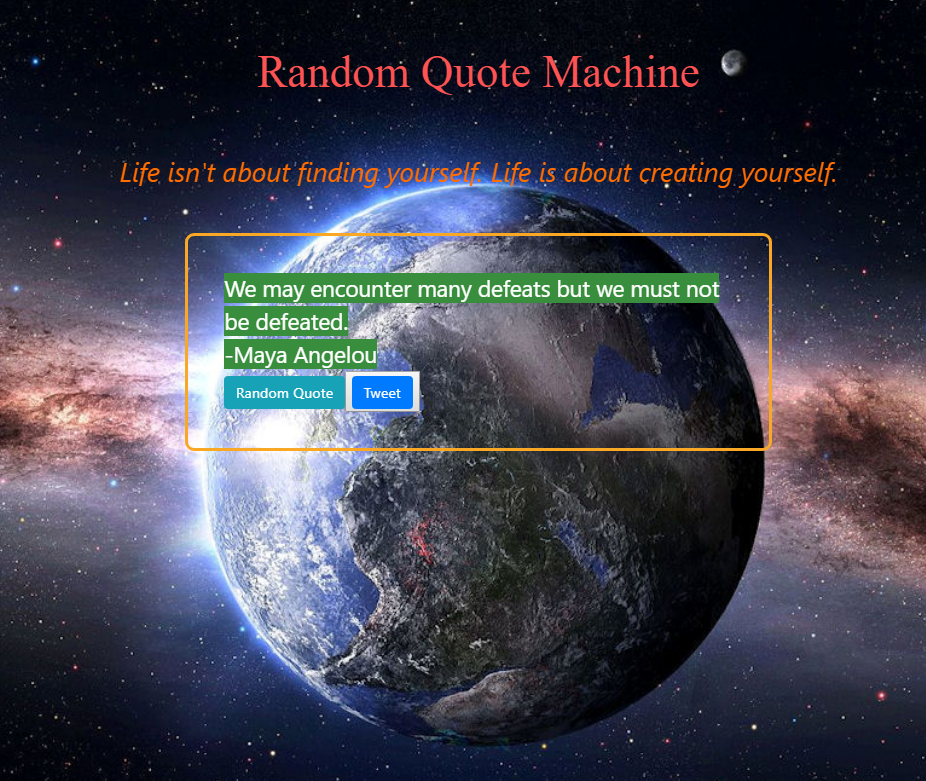 Random Quote Machine
Life isn't about finding yourself. Life is about creating yourself.
We may encounter many defeats but we must not
be defeated.
-Maya Angelou
Random Quote Tweet